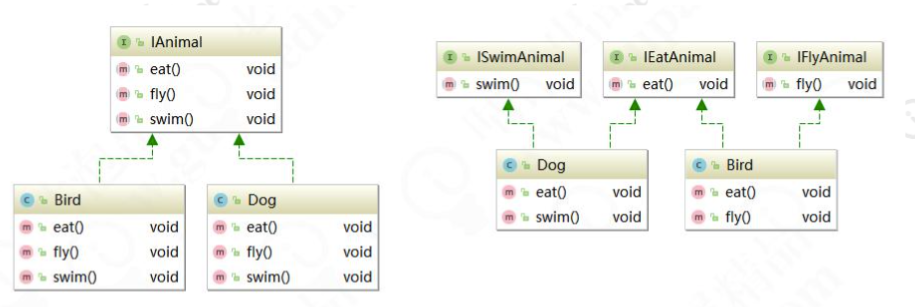 IAnimal
eat() void
fly() void
swim() void
Bird
eat() void
fly() void
swim() void
Dog
eat() void
fly() void
swim() void
ISwimAnimal
swim() void
IEatAnimal
eat() void
IFlyAnimal
fly() void
Dog
eat() void
swim() void
Bird
eat() void
fly() void